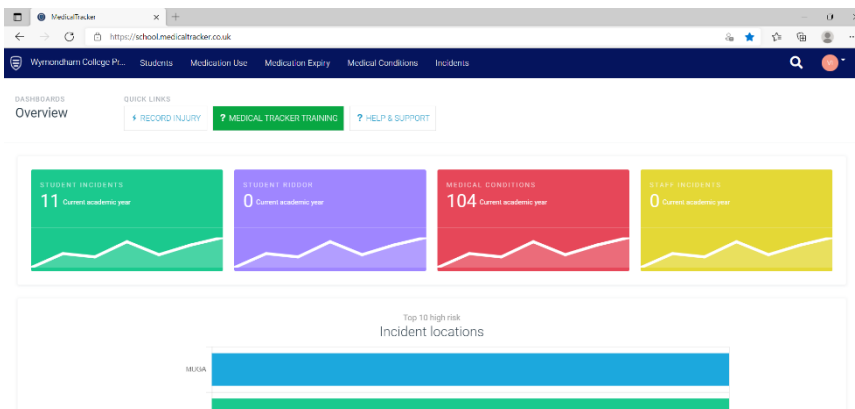 MedicalTracker
https://school.medicaltracker.co.uk
Wymondham College Pr... Students Medication Use Medication Expiry Medical Conditions Incidents
DASHBOARDS
Overview
QUICK LINKS
RECORD INJURY
? MEDICAL TRACKER TRAINING
? HELP & SUPPORT
STUDENT INCIDENTS
11 Current academic year
STUDENT RIDDOR
0 Current academic year
MEDICAL CONDITIONS
104 Current academic year
STAFF INCIDENTS
0 Current academic year
Top 10 high risk
Incident locations
MUGA